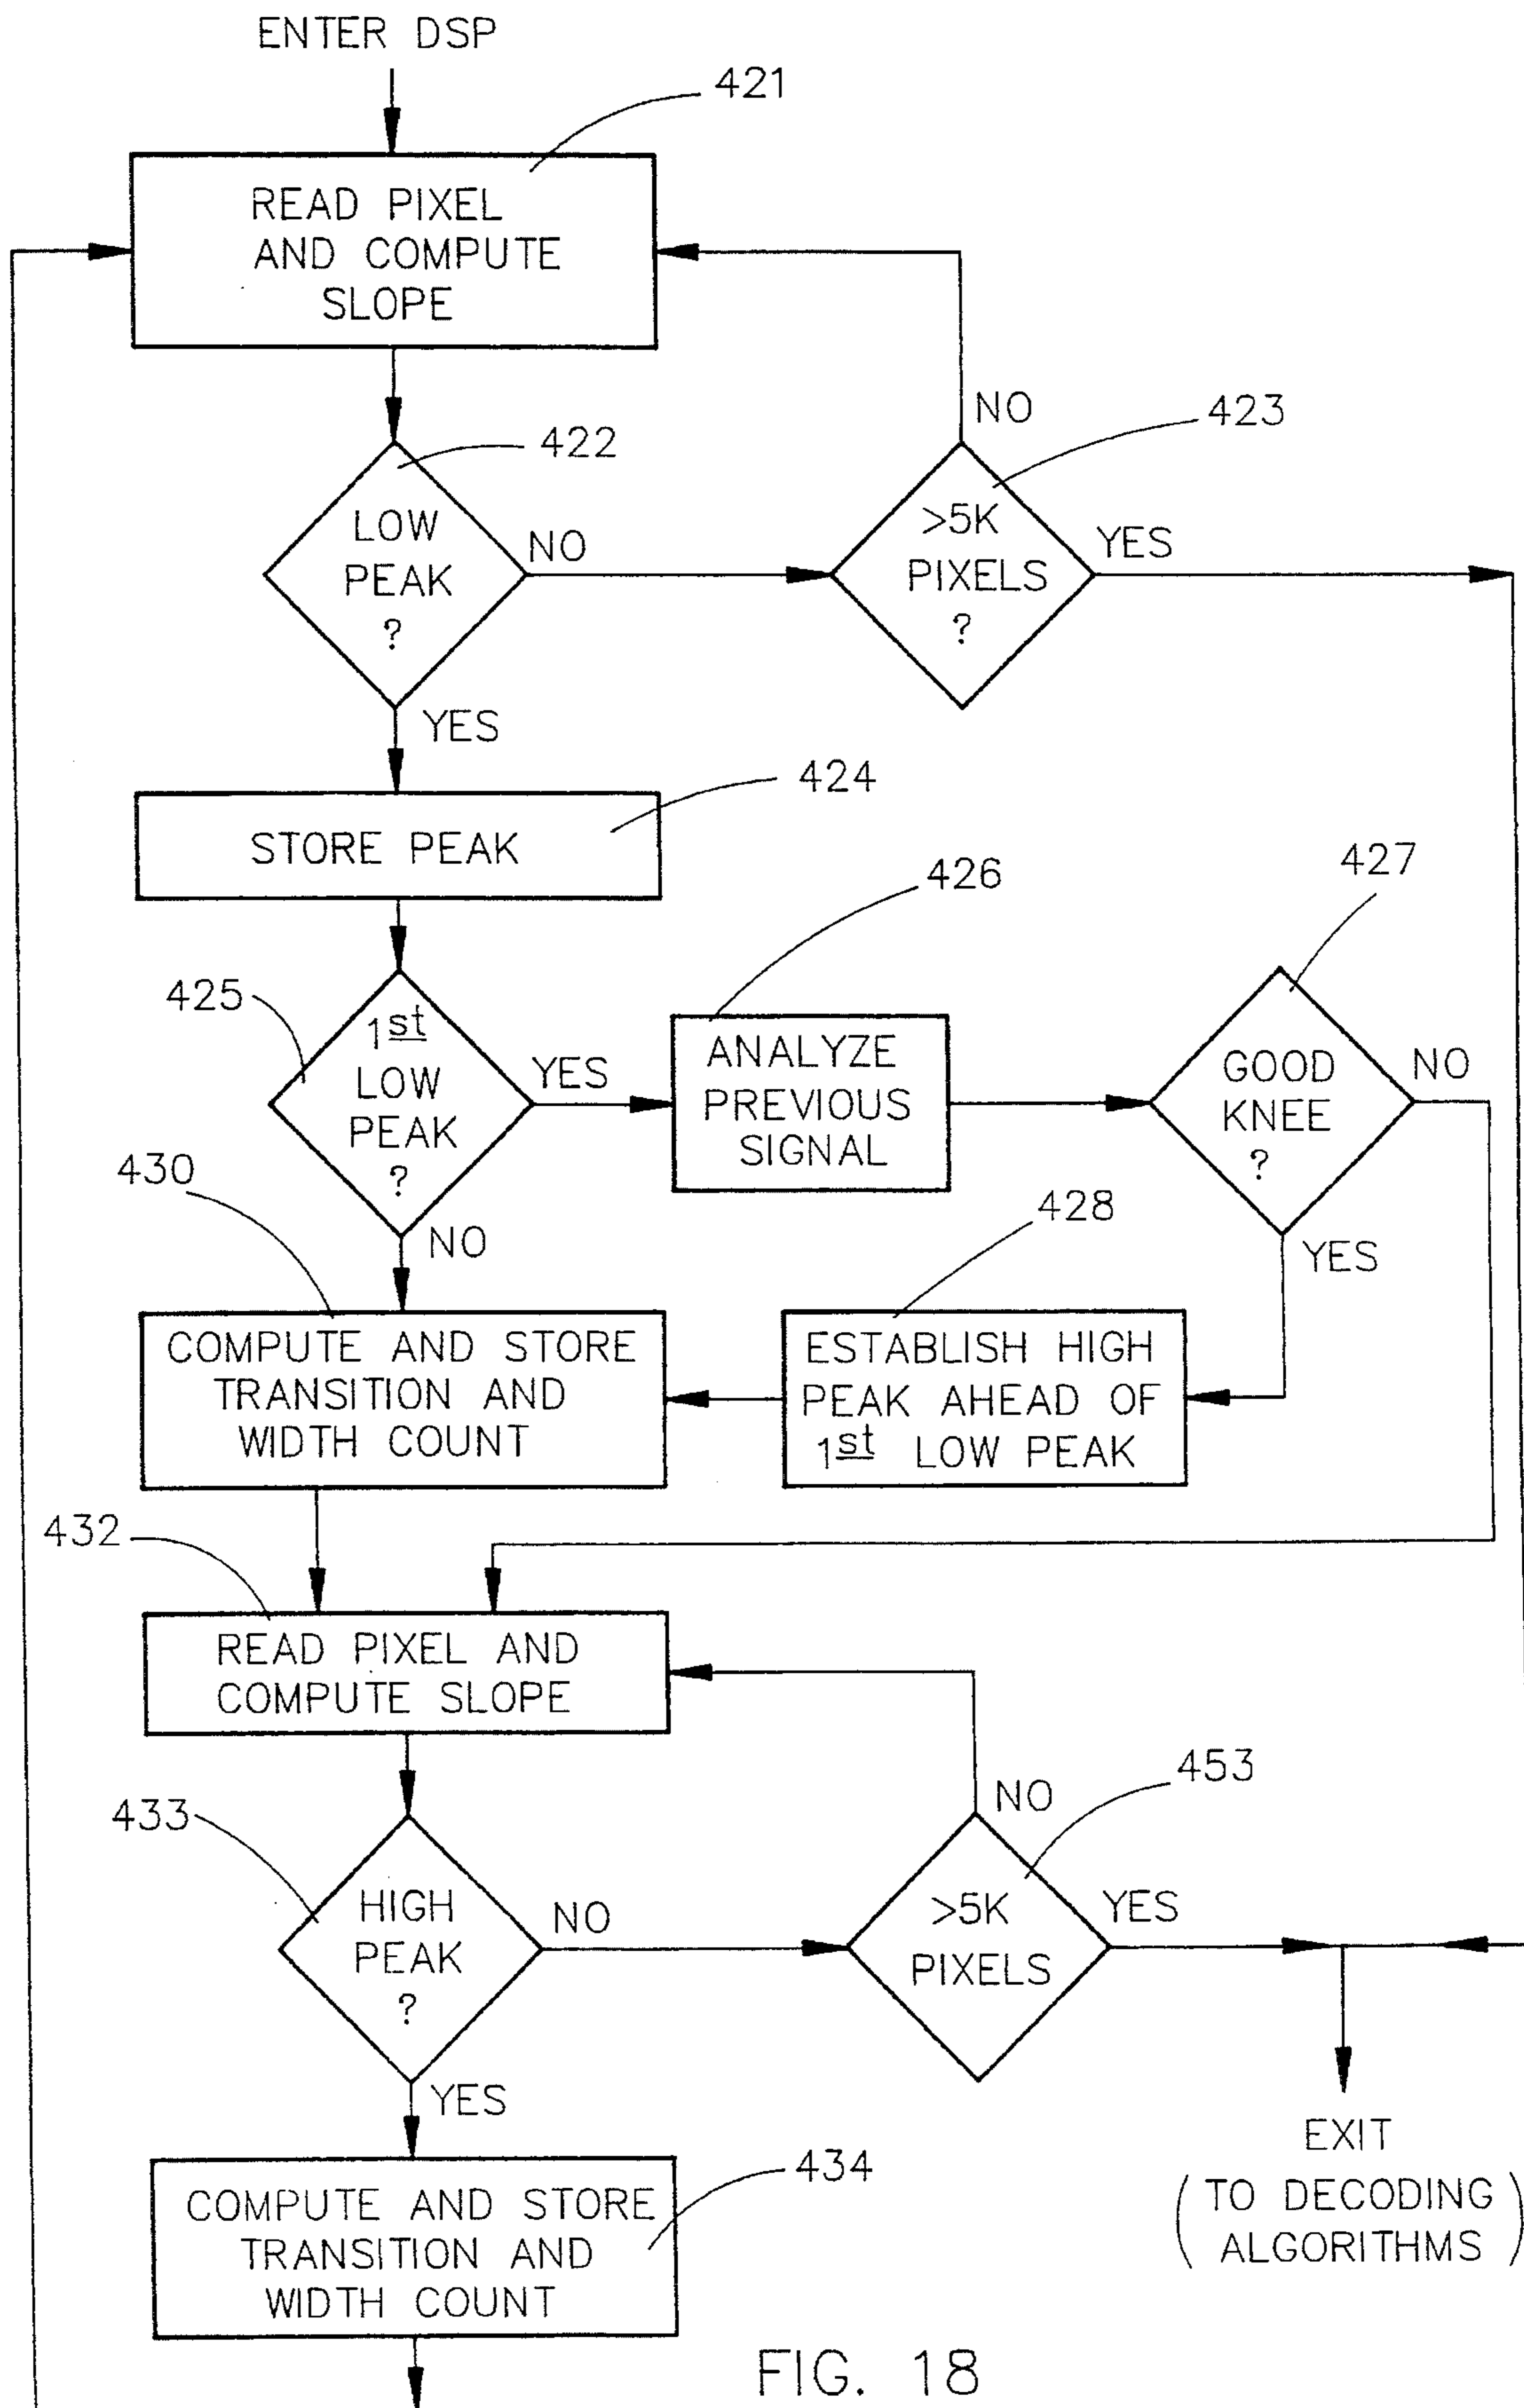 ENTER DSP
421
READ PIXEL
AND COMPUTE
SLOPE
NO
423
422
LOW
PEAK
?
NO
>5K
PIXELS
?
YES
YES
424
STORE PEAK
426
427
425
1st
LOW
PEAK
?
YES
ANALYZE
PREVIOUS
SIGNAL
GOOD
KNEE
?
NO
430
NO
428
YES
COMPUTE AND STORE
TRANSITION AND
WIDTH COUNT
ESTABLISH HIGH
PEAK AHEAD OF
1st LOW PEAK
432
READ PIXEL AND
COMPUTE SLOPE
453
NO
433
HIGH
PEAK
?
NO
>5K
PIXELS
YES
YES
EXIT
(TO DECODING
ALGORITHMS)
434
COMPUTE AND STORE
TRANSITION AND
WIDTH COUNT
FIG. 18